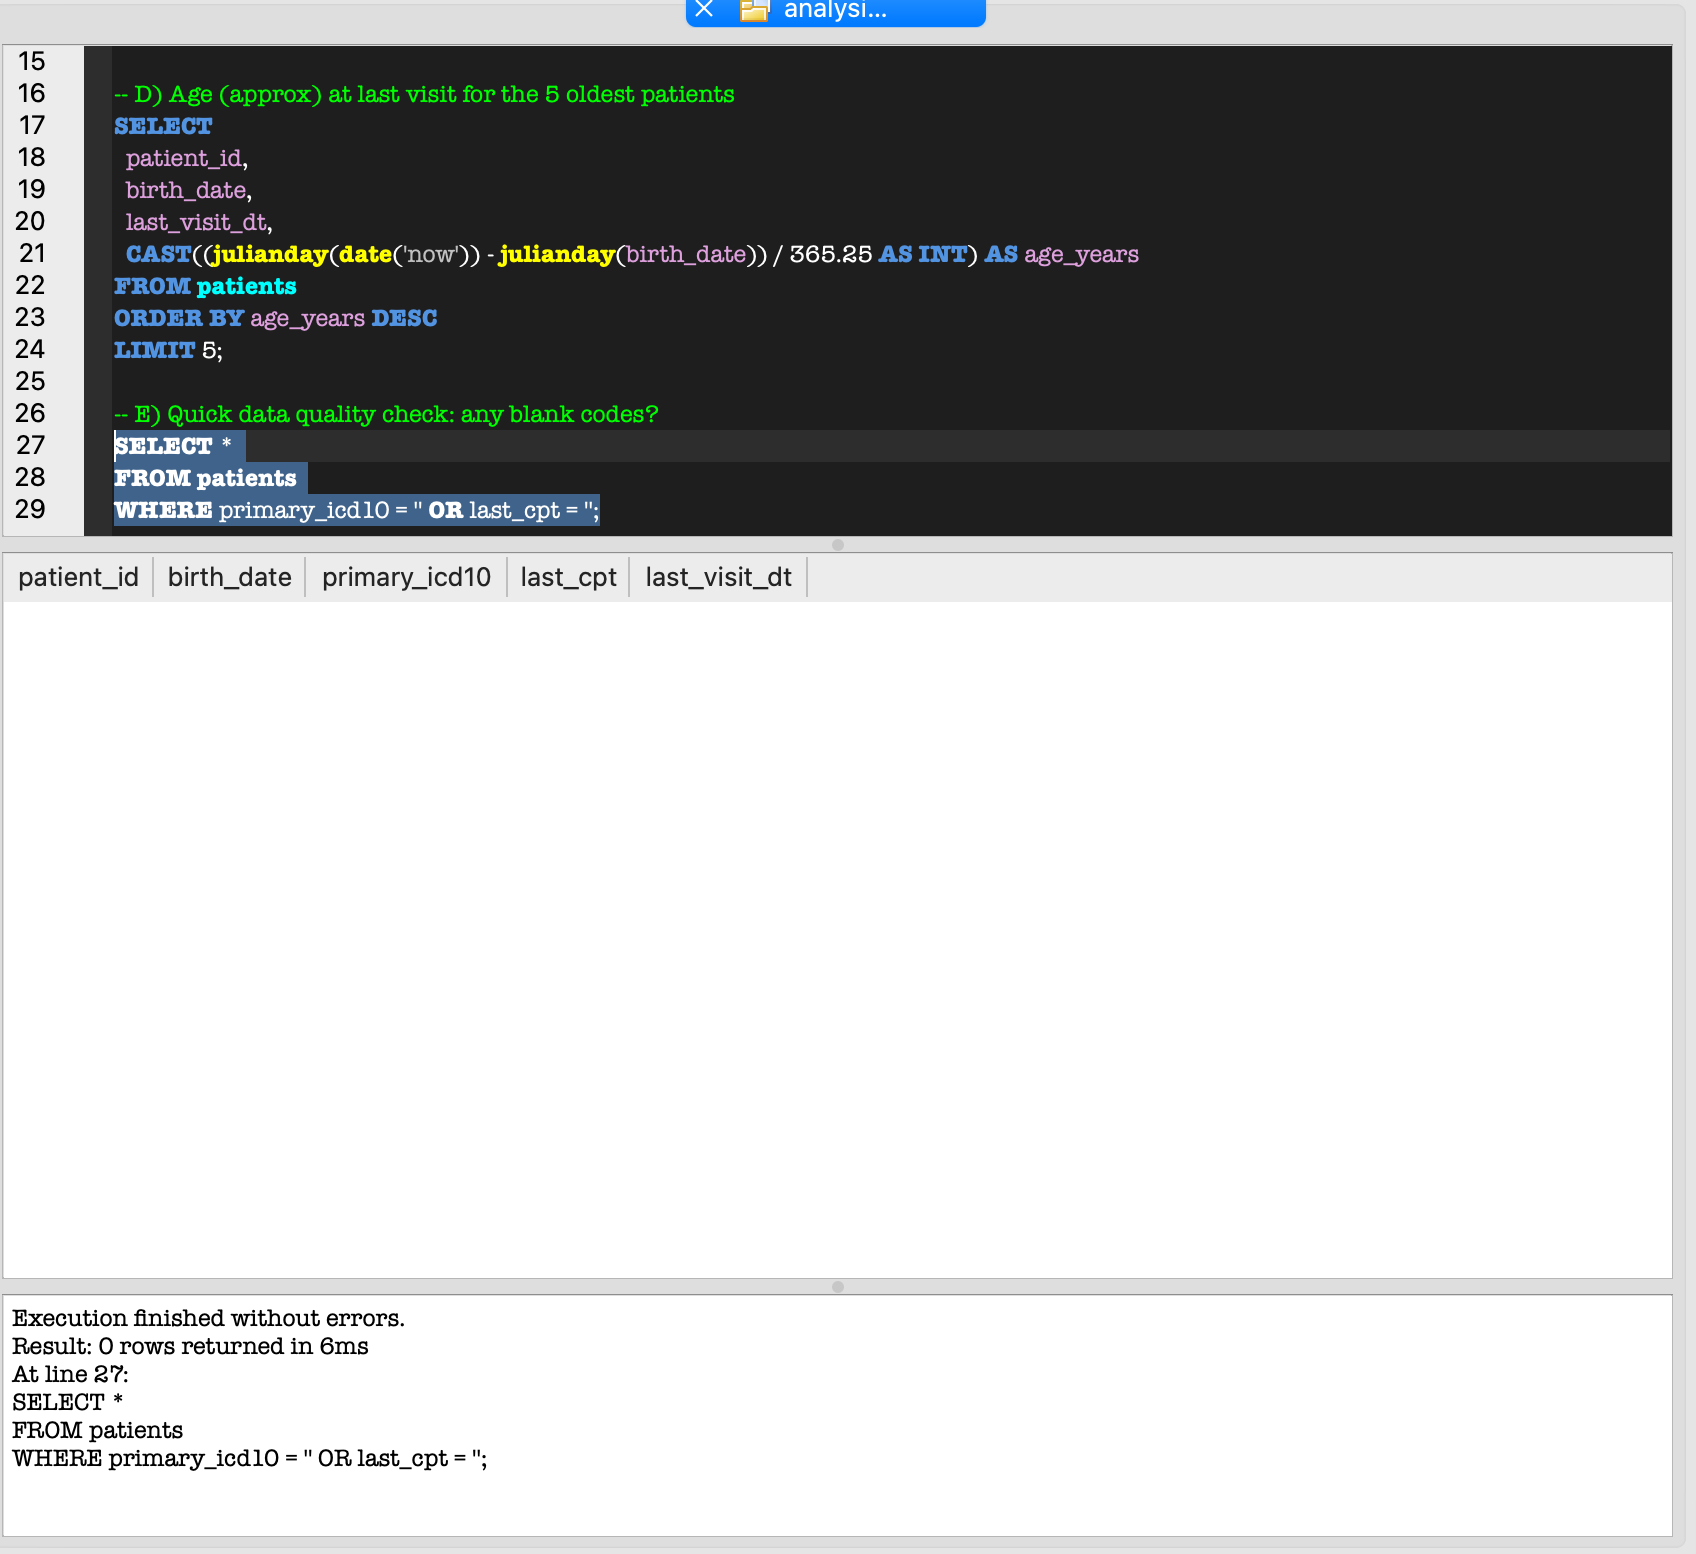 analysi...
15
16 -- D) Age (approx) at last visit for the 5 oldest patients
17 SELECT
18 patient_id,
19 birth_date,
20 last_visit_dt,
21 CAST((julianday(date('now')) - julianday(birth_date)) / 365.25 AS INT) AS age_years
22 FROM patients
23 ORDER BY age_years DESC
24 LIMIT 5;
25
26 -- E) Quick data quality check: any blank codes?
27 SELECT *
28 FROM patients
29 WHERE primary_icd10 = '' OR last_cpt = '';
patient_id birth_date primary_icd10 last_cpt last_visit_dt
Execution finished without errors.
Result: 0 rows returned in 6ms
At line 27:
SELECT *
FROM patients
WHERE primary_icd10 = '' OR last_cpt = '';